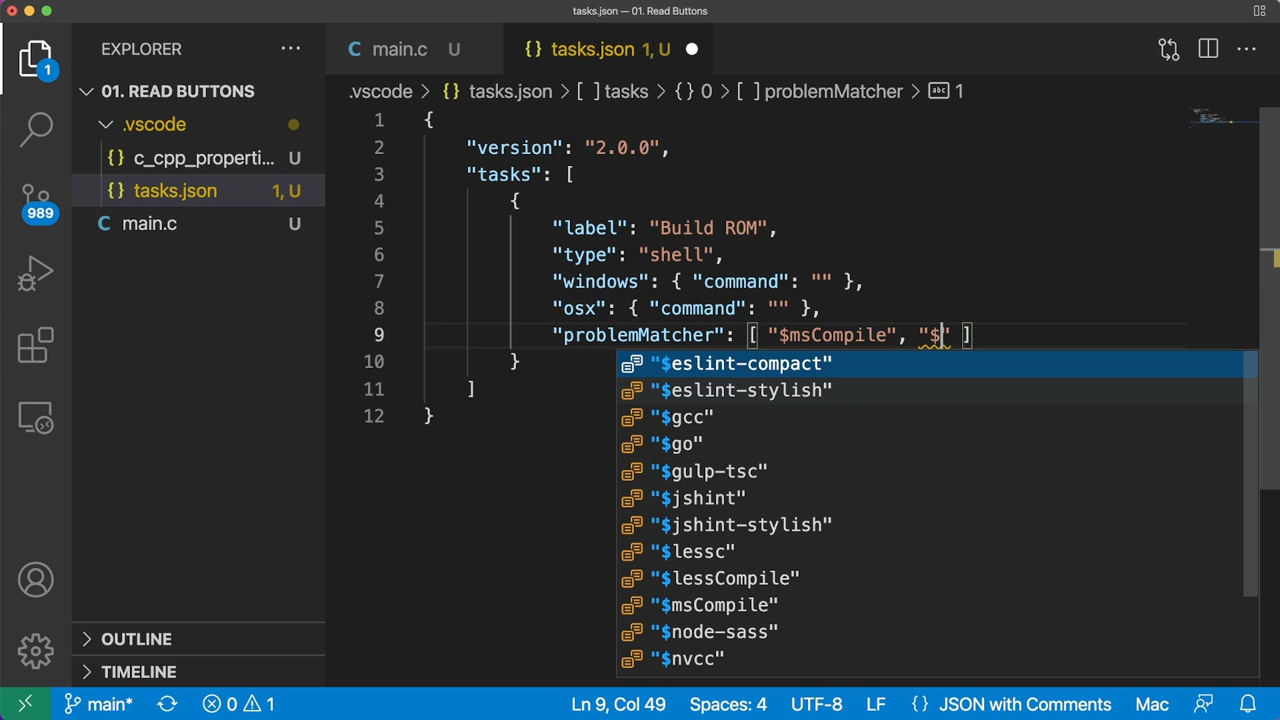 tasks.json — 01. Read Buttons
EXPLORER
main.c U
{} tasks.json 1, U
1
01. READ BUTTONS
.vscode > {} tasks.json > [ ] tasks > {} 0 > [ ] problemMatcher > abc 1
.vscode
{} c_cpp_properti... U
{} tasks.json 1, U
C main.c U
989
1 {
2 "version": "2.0.0",
3 "tasks": [
4 {
5 "label": "Build ROM",
6 "type": "shell",
7 "windows": { "command": "" },
8 "osx": { "command": "" },
9 "problemMatcher": [ "$msCompile", "$" ]
10 }
11 ]
12 }
"$eslint-compact"
"$eslint-stylish"
"$gcc"
"$go"
"$gulp-tsc"
"$jshint"
"$jshint-stylish"
"$lessc"
"$lessCompile"
"$msCompile"
"$node-sass"
"$nvcc"
OUTLINE
TIMELINE
main* 0 1 Ln 9, Col 49 Spaces: 4 UTF-8 LF {} JSON with Comments Mac